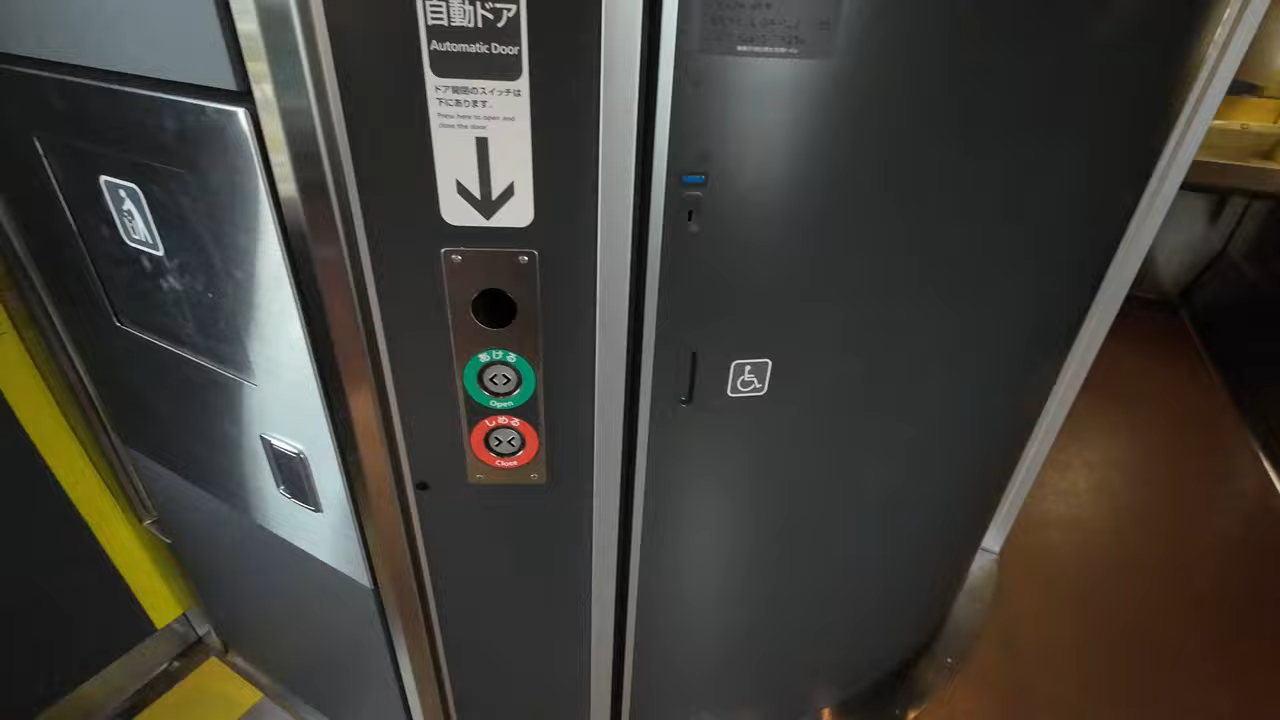 自動ドア
Automatic Door
ドア開閉のスイッチは
下にあります。
Press here to open and
close the door
あける
Open
しめる
Close